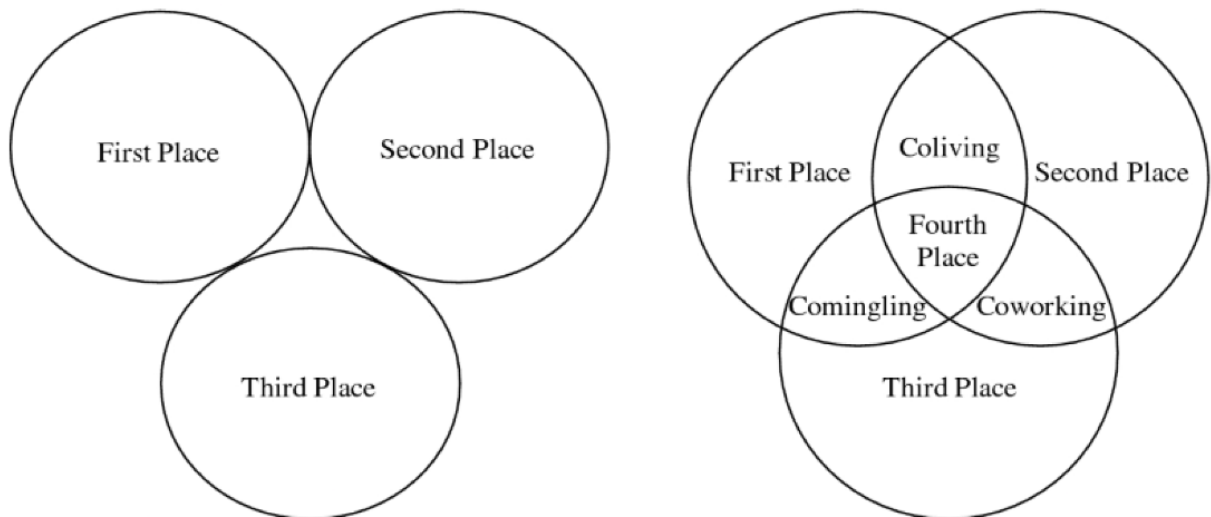 First Place
Second Place
Third Place
First Place
Coliving
Second Place
Fourth
Place
Comingling
Coworking
Third Place